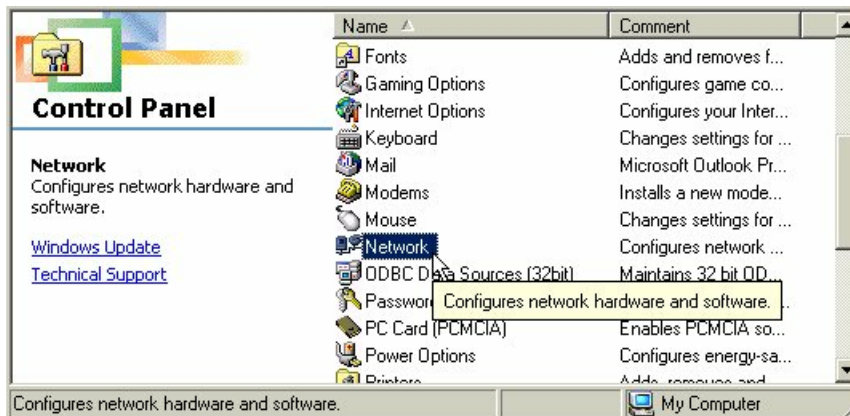 Name Comment
Control Panel
Network
Configures network hardware and
software.
Windows Update
Technical Support
Fonts Adds and removes f...
Gaming Options Configures game co...
Internet Options Configures your Inter...
Keyboard Changes settings for ...
Mail Microsoft Outlook Pr...
Modems Installs a new mode...
Mouse Changes settings for ...
Network Configures network ...
ODBC Data Sources (32bit) Maintains 32 bit OD...
Configures network hardware and software.
PC Card (PCMCIA) Enables PCMCIA so...
Power Options Configures energy-sa...
Printers Adds, removes and
Configures network hardware and software. My Computer